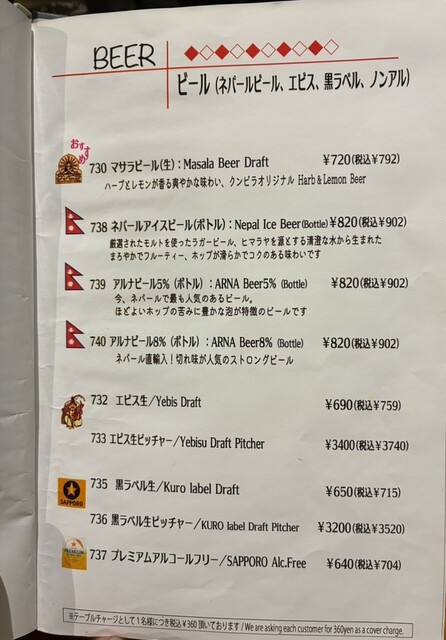 BEER
ビール (ネパールビール、エビス、黒ラベル、ノンアル)
おすすめ
730 マサラビール(生) : Masala Beer Draft ¥720(税込¥792)
ハーブとレモンが香る爽やかな味わい、クンビラオリジナル Harb & Lemon Beer
738 ネパールアイスビール(ボトル) : Nepal Ice Beer(Bottle) ¥820(税込¥902)
厳選されたモルトを使ったラガービール、ヒマラヤを源とする清澄な水から生まれた
まろやかでフルーティー、ホップが滑らかでコクのある味わいです
739 アルナビール5% (ボトル) : ARNA Beer5% (Bottle) ¥820(税込¥902)
今、ネパールで最も人気のあるビール。
ほどよいホップの苦みに豊かな泡が特徴のビールです
740 アルナビール8% (ボトル) : ARNA Beer8% (Bottle) ¥820(税込¥902)
ネパール直輸入！切れ味が人気のストロングビール
732 エビス生/Yebis Draft ¥690(税込¥759)
733 エビス生ピッチャー/Yebisu Draft Pitcher ¥3400(税込¥3740)
735 黒ラベル生/Kuro label Draft ¥650(税込¥715)
SAPPORO
736 黒ラベル生ピッチャー/KURO label Draft Pitcher ¥3200(税込¥3520)
737 プレミアムアルコールフリー/SAPPORO Alc.Free ¥640(税込¥704)
PREMIUM
※テーブルチャージとして1名様につき税込¥360頂いております / We are asking each customer for 360yen as a cover charge.